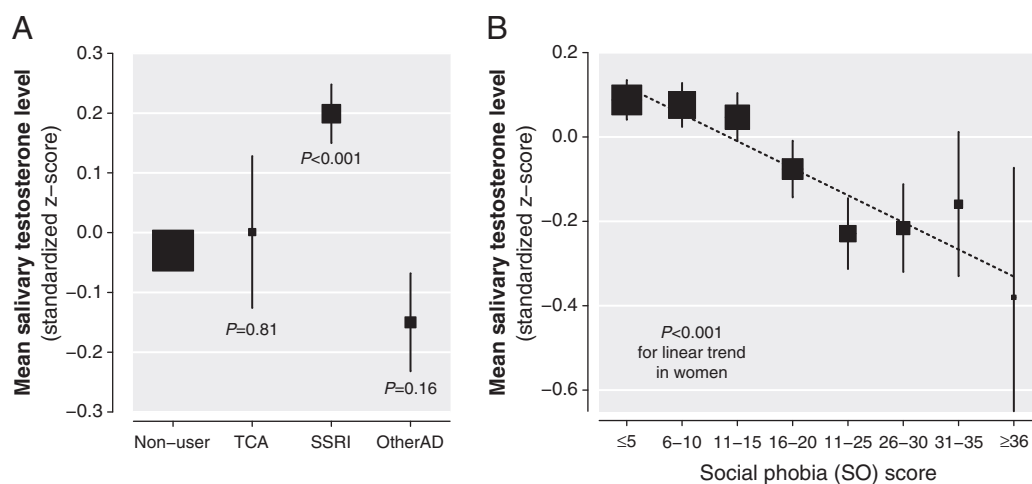 A
Mean salivary testosterone level
(standardized z−score)
0.3
0.2
0.1
0.0
−0.1
−0.2
−0.3
P<0.001
P=0.81
P=0.16
Non−user TCA SSRI OtherAD
B
Mean salivary testosterone level
(standardized z−score)
0.2
0.0
−0.2
−0.4
−0.6
P<0.001
for linear trend
in women
≤5 6−10 11−15 16−20 11−25 26−30 31−35 ≥36
Social phobia (SO) score